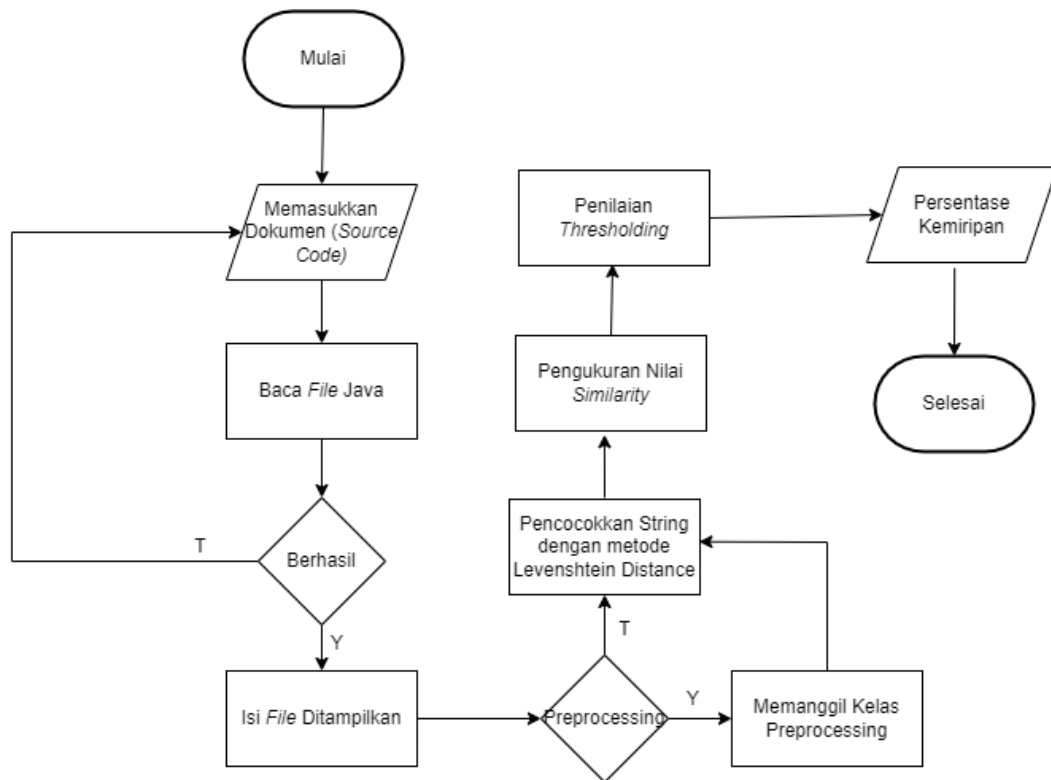 Mulai
Memasukkan
Dokumen (Source
Code)
Baca File Java
Berhasil
T
Y
Isi File Ditampilkan
Preprocessing
Y
Memanggil Kelas
Preprocessing
T
Pencocokkan String
dengan metode
Levenshtein Distance
Pengukuran Nilai
Similarity
Penilaian
Thresholding
Persentase
Kemiripan
Selesai